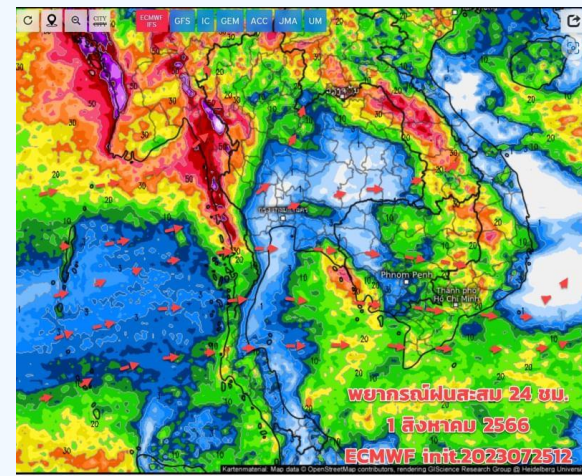 CITY
ECMWF
IFS
GFS
IC
GEM
ACC
JMA
UM
Phnom Penh
Thành phố
Hồ Chí Minh
พยากรณ์ฝนสะสม 24 ชม.
1 สิงหาคม 2566
ECMWF init.2023072512
Kartenmaterial: Map data © OpenStreetMap contributors, rendering GIScience Research Group @ Heidelberg Univer